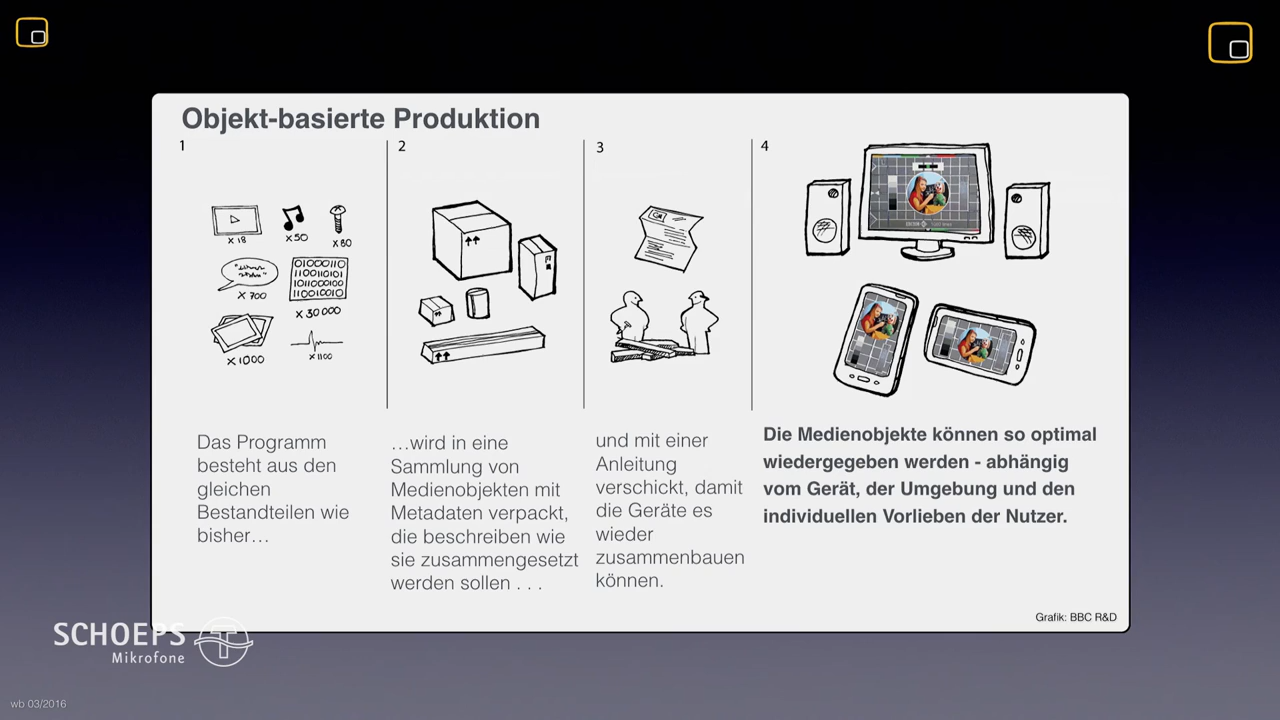 Objekt-basierte Produktion
1
2
3
4
x 18
x 50
x 80
x 700
01000110
110011010
x 30 000
x 1000
x 1100
Das Programm
besteht aus den
gleichen
Bestandteilen wie
bisher…
…wird in eine
Sammlung von
Medienobjekten mit
Metadaten verpackt,
die beschreiben wie
sie zusammengesetzt
werden sollen . . .
und mit einer
Anleitung
verschickt, damit
die Geräte es
wieder
zusammenbauen
können.
Die Medienobjekte können so optimal
wiedergegeben werden - abhängig
vom Gerät, der Umgebung und den
individuellen Vorlieben der Nutzer.
Grafik: BBC R&D
SCHOEPS
Mikrofone
wb 03/2016